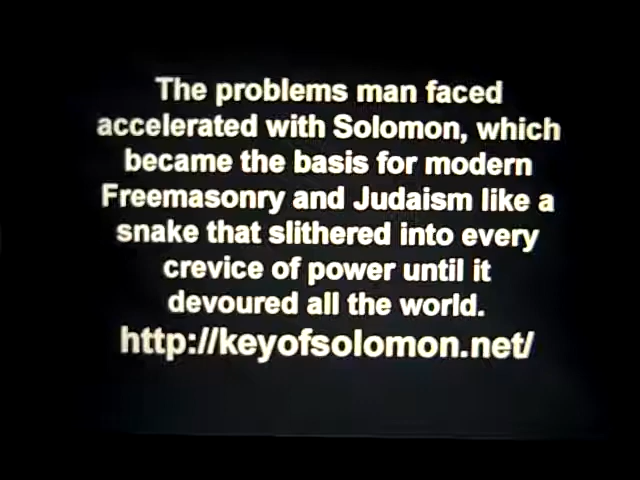 The problems man faced
accelerated with Solomon, which
became the basis for modern
Freemasonry and Judaism like a
snake that slithered into every
crevice of power until it
devoured all the world.
http://keyofsolomon.net/